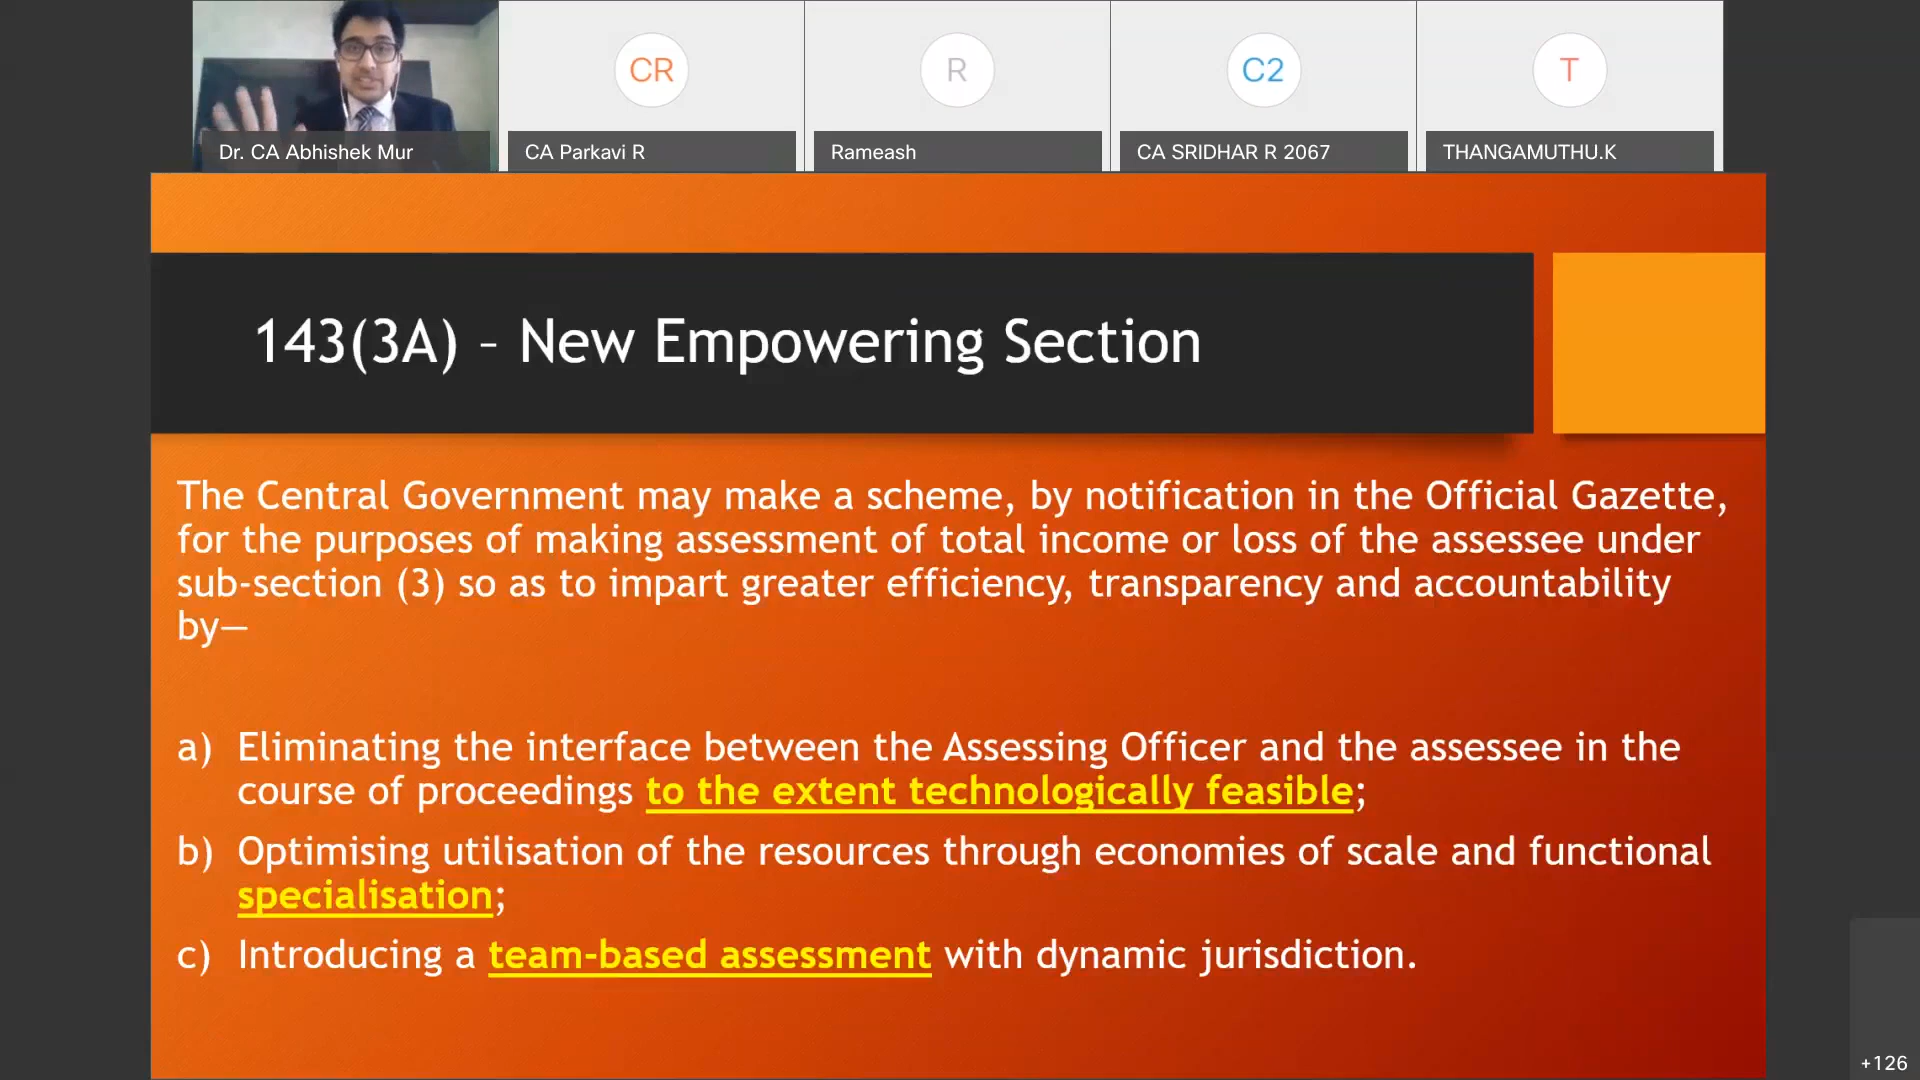 CR
R
C2
T
Dr. CA Abhishek Mur
CA Parkavi R
Rameash
CA SRIDHAR R 2067
THANGAMUTHU.K
143(3A) – New Empowering Section
The Central Government may make a scheme, by notification in the Official Gazette,
for the purposes of making assessment of total income or loss of the assessee under
sub-section (3) so as to impart greater efficiency, transparency and accountability
by—
a) Eliminating the interface between the Assessing Officer and the assessee in the
course of proceedings to the extent technologically feasible;
b) Optimising utilisation of the resources through economies of scale and functional
specialisation;
c) Introducing a team-based assessment with dynamic jurisdiction.
+126